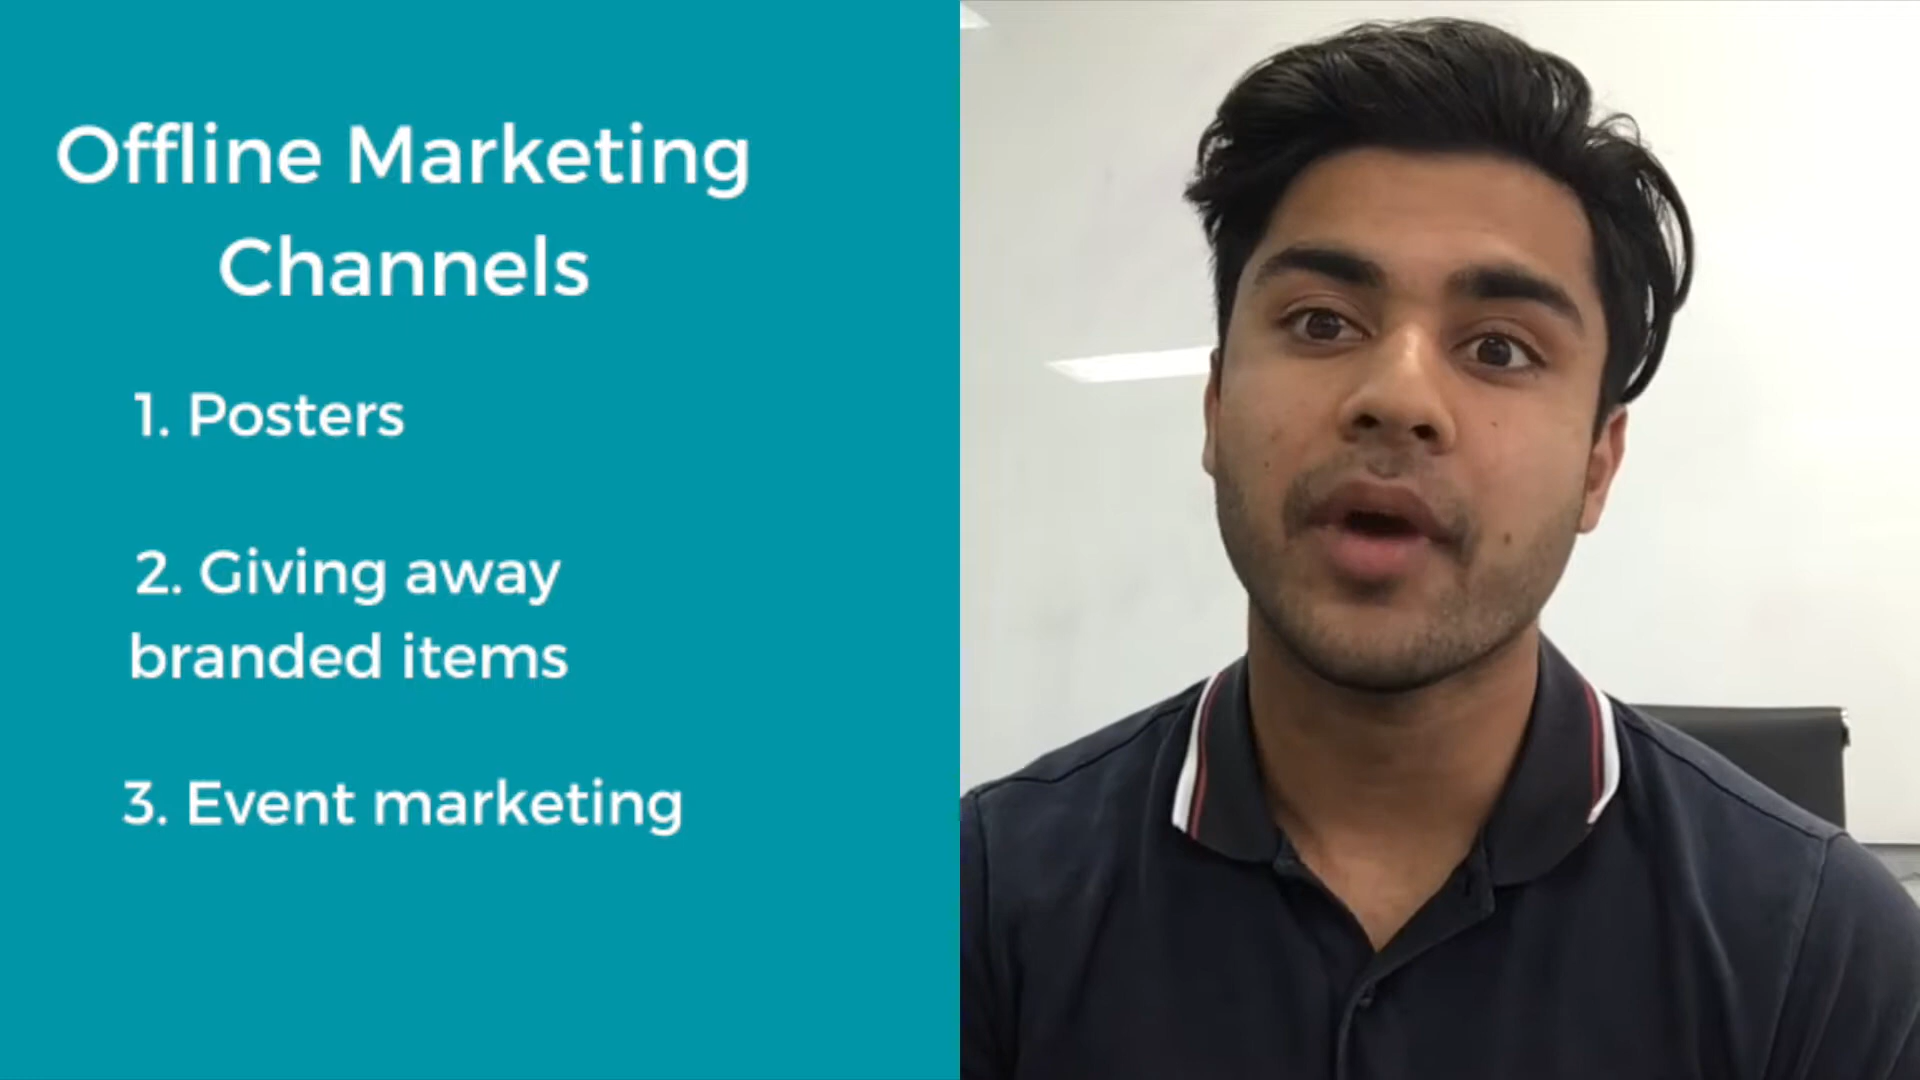 Offline Marketing
Channels
1. Posters
2. Giving away
branded items
3. Event marketing